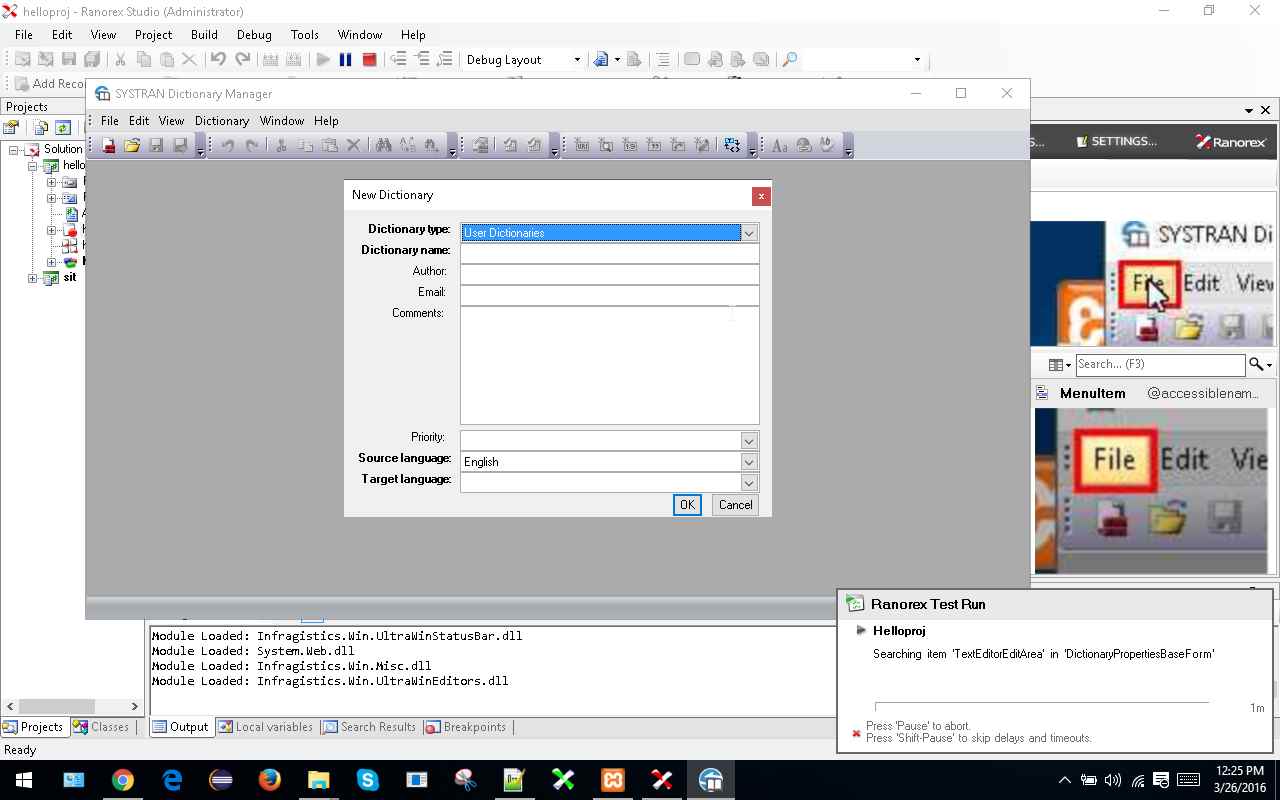 helloproj - Ranorex Studio (Administrator)
File Edit View Project Build Debug Tools Window Help
Debug Layout
Add Reco
Projects
SYSTRAN Dictionary Manager
File Edit View Dictionary Window Help
Solution
hello
sit
New Dictionary
Dictionary type: User Dictionaries
Dictionary name:
Author:
Email:
Comments:
Priority:
Source language: English
Target language:
OK Cancel
S... SETTINGS... Ranorex
SYSTRAN Di
File Edit View
Search... (F3)
MenuItem @accessiblenam...
File Edit Vie
Ranorex Test Run
Helloproj
Searching item 'TextEditorEditArea' in 'DictionaryPropertiesBaseForm'
1m
Press 'Pause' to abort.
Press 'Shift-Pause' to skip delays and timeouts.
Module Loaded: Infragistics.Win.UltraWinStatusBar.dll
Module Loaded: System.Web.dll
Module Loaded: Infragistics.Win.Misc.dll
Module Loaded: Infragistics.Win.UltraWinEditors.dll
Projects Classes Output Local variables Search Results Breakpoints
Ready
12:25 PM
3/26/2016